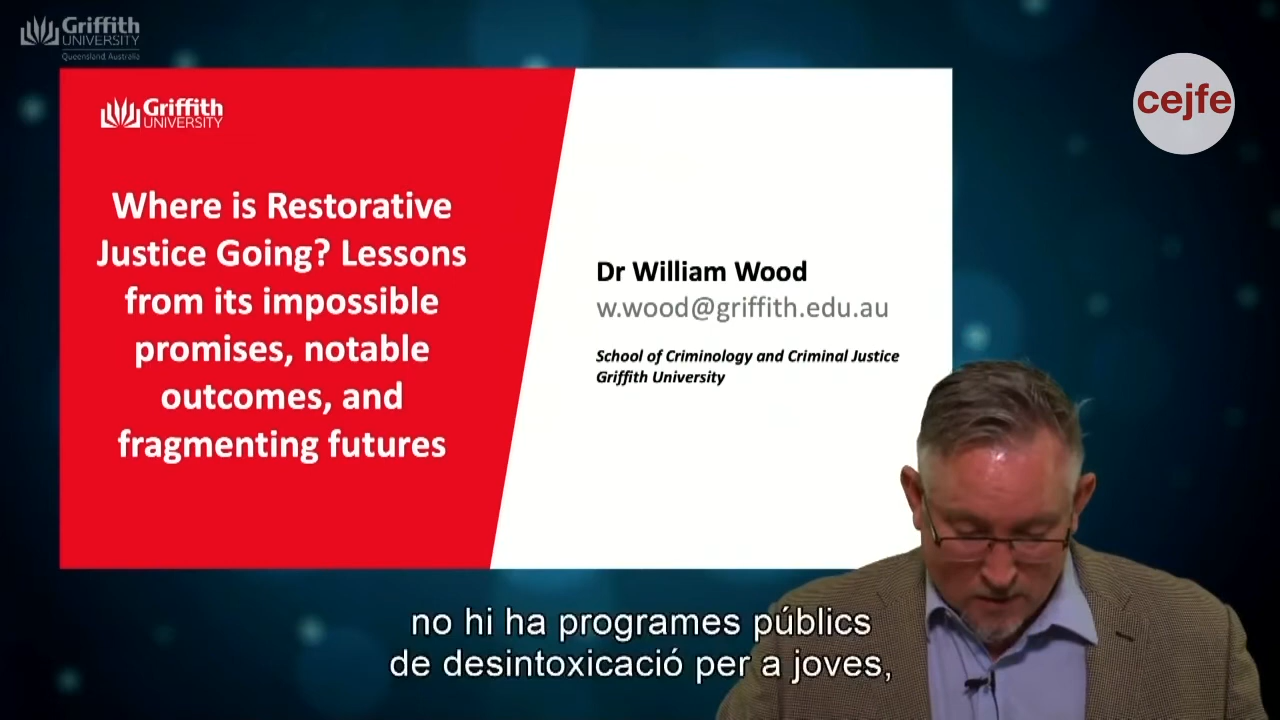 Griffith
UNIVERSITY
Queensland, Australia
cejfe
Griffith
UNIVERSITY
Where is Restorative
Justice Going? Lessons
from its impossible
promises, notable
outcomes, and
fragmenting futures
Dr William Wood
w.wood@griffith.edu.au
School of Criminology and Criminal Justice
Griffith University
no hi ha programes públics
de desintoxicació per a joves,